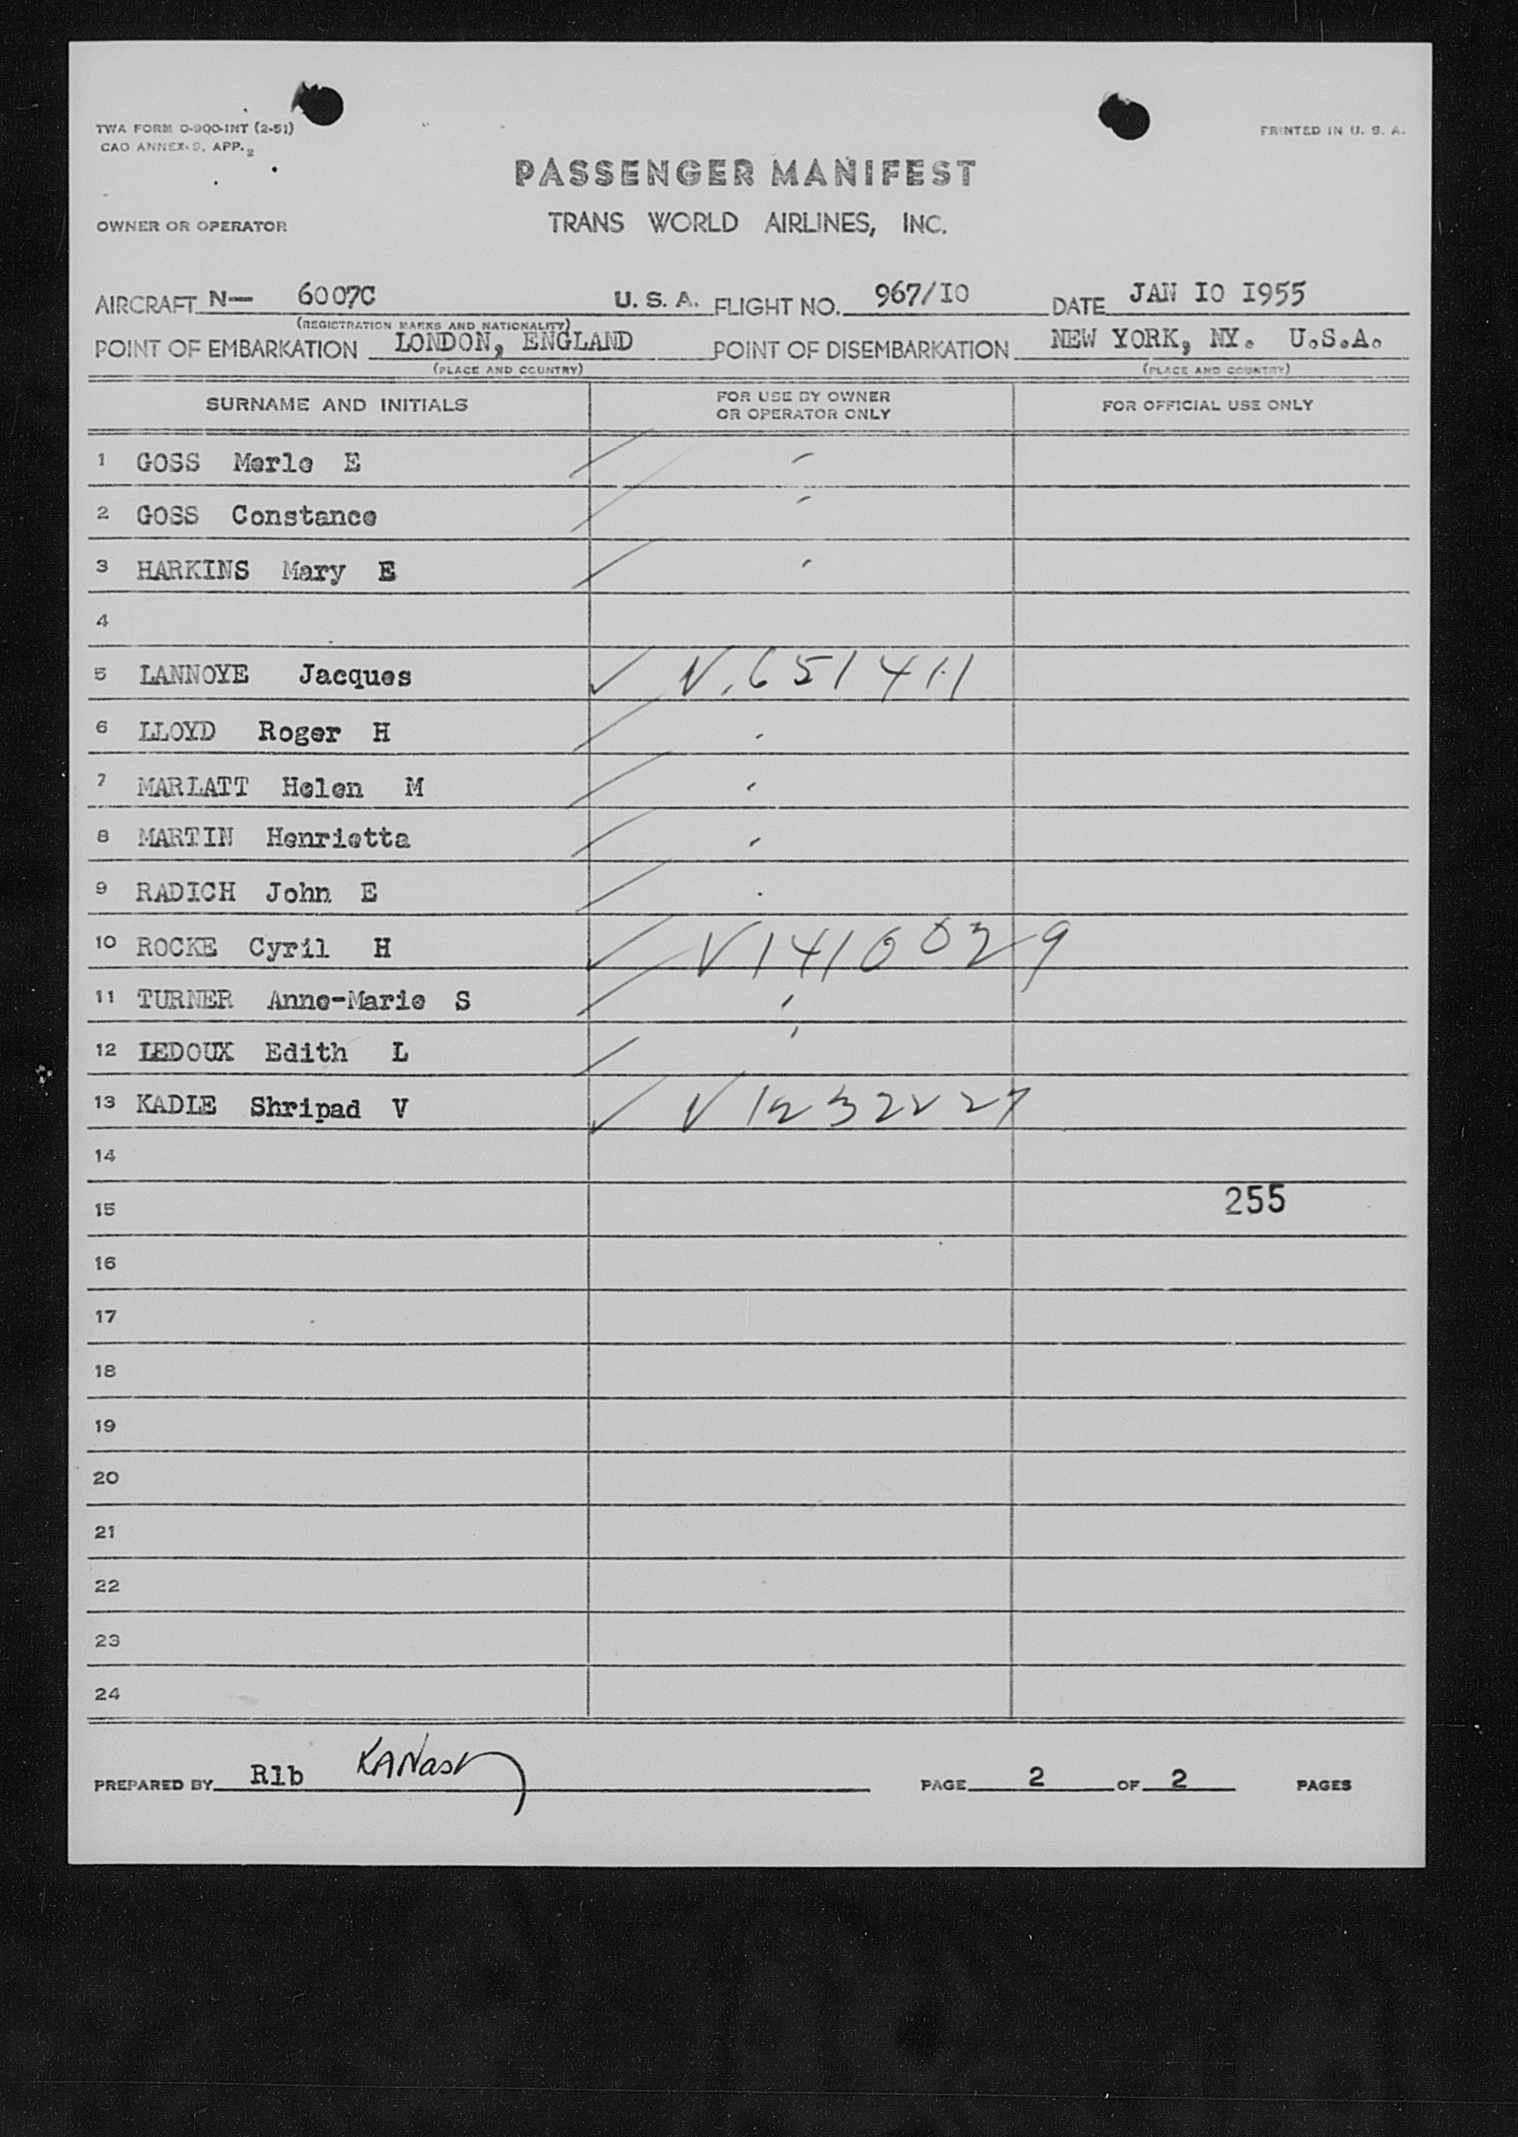 TWA FORM O-900-INT (2-51)
CAO ANNEX-9, APP. 2
PRINTED IN U. S. A.
PASSENGER MANIFEST
OWNER OR OPERATOR
TRANS WORLD AIRLINES, INC.
AIRCRAFT N— 6007C U. S. A. FLIGHT NO. 967/I0 DATE JAN I0 I955
(REGISTRATION MARKS AND NATIONALITY)
POINT OF EMBARKATION LONDON, ENGLAND POINT OF DISEMBARKATION NEW YORK, NY. U.S.A.
(PLACE AND COUNTRY) (PLACE AND COUNTRY)
SURNAME AND INITIALS FOR USE BY OWNER OR OPERATOR ONLY FOR OFFICIAL USE ONLY
1 GOSS Merle E
2 GOSS Constance
3 HARKINS Mary E
4
5 LANNOYE Jacques V.651411
6 LLOYD Roger H
7 MARLATT Helen M
8 MARTIN Henrietta
9 RADICH John E
10 ROCKE Cyril H V1410029
11 TURNER Anne-Marie S
12 LEDOUX Edith L
13 KADLE Shripad V V1232227
14
15 255
16
17
18
19
20
21
22
23
24
PREPARED BY Rlb KANash PAGE 2 OF 2 PAGES